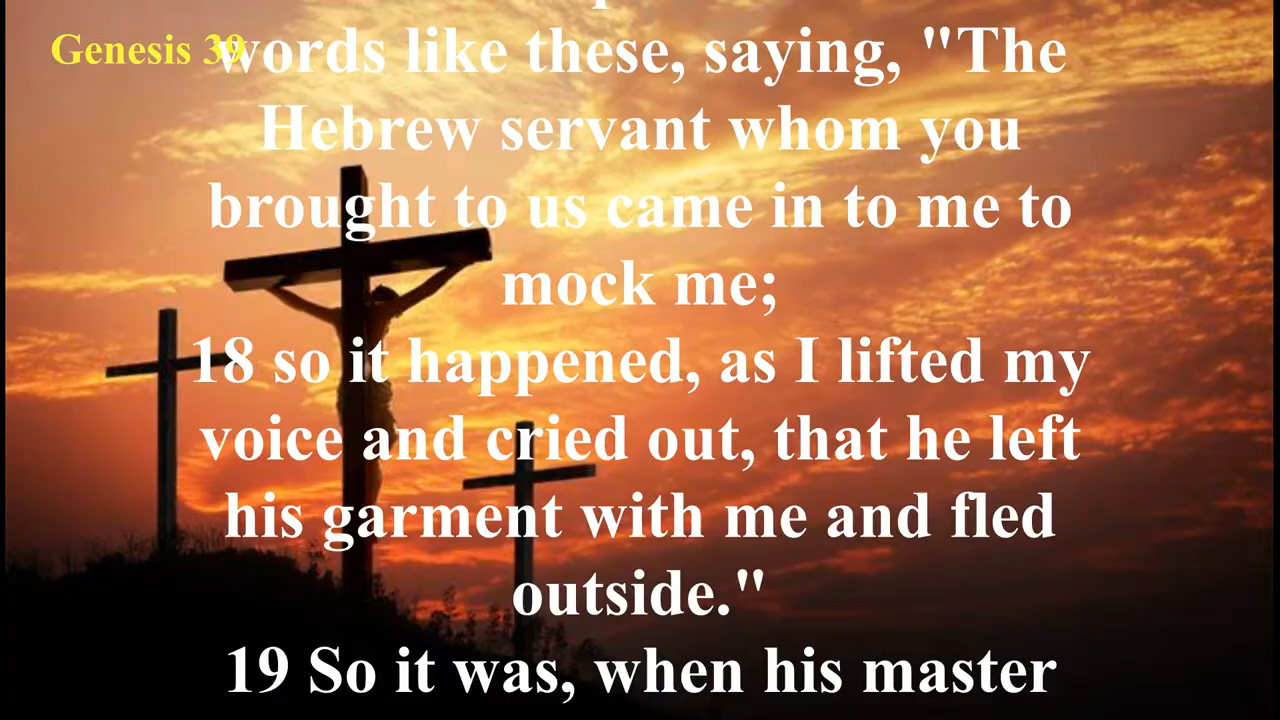 Genesis 39
words like these, saying, "The
Hebrew servant whom you
brought to us came in to me to
mock me;
18 so it happened, as I lifted my
voice and cried out, that he left
his garment with me and fled
outside."
19 So it was, when his master